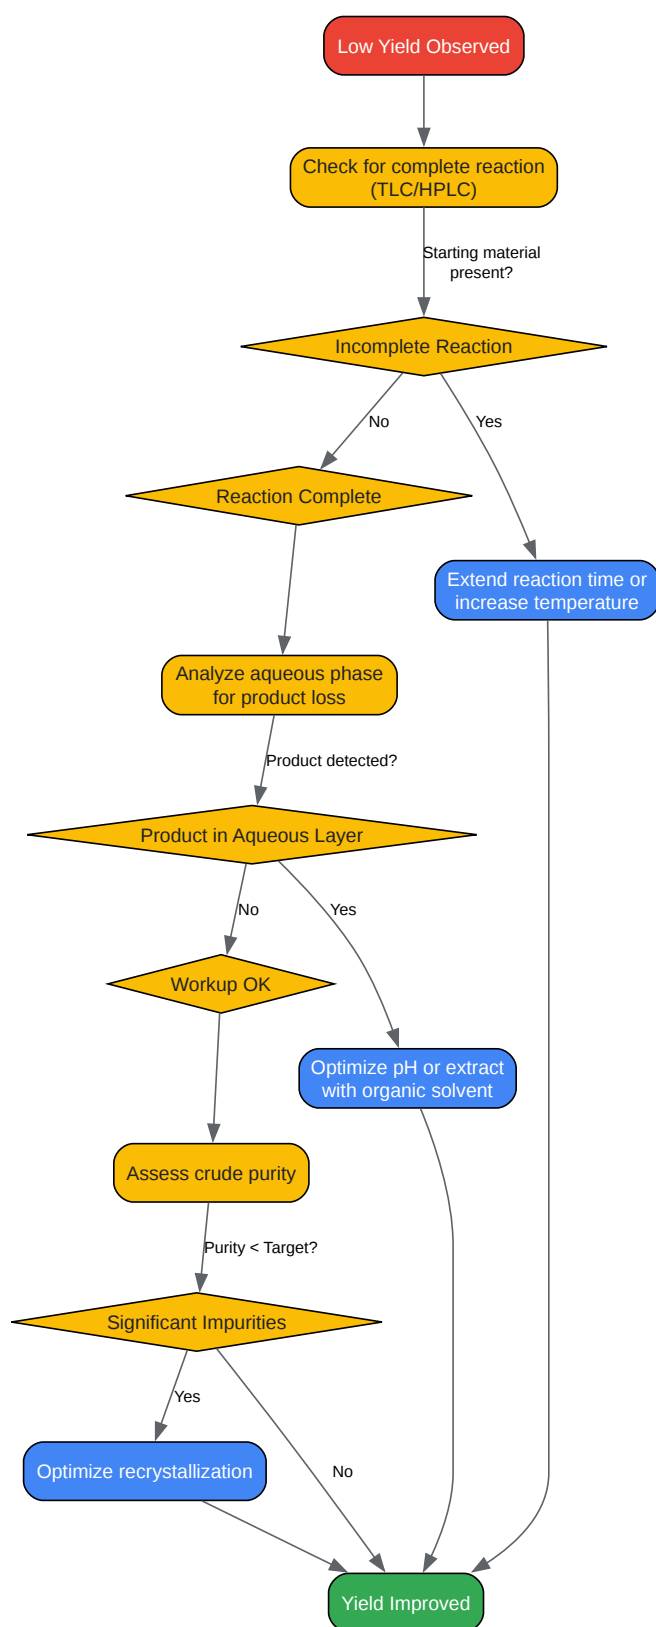 Low Yield Observed
Check for complete reaction
(TLC/HPLC)
Starting material
present?
Incomplete Reaction
No
Yes
Reaction Complete
Extend reaction time or
increase temperature
Analyze aqueous phase
for product loss
Product detected?
Product in Aqueous Layer
No
Yes
Workup OK
Optimize pH or extract
with organic solvent
Assess crude purity
Purity < Target?
Significant Impurities
Yes
No
Optimize recrystallization
Yield Improved